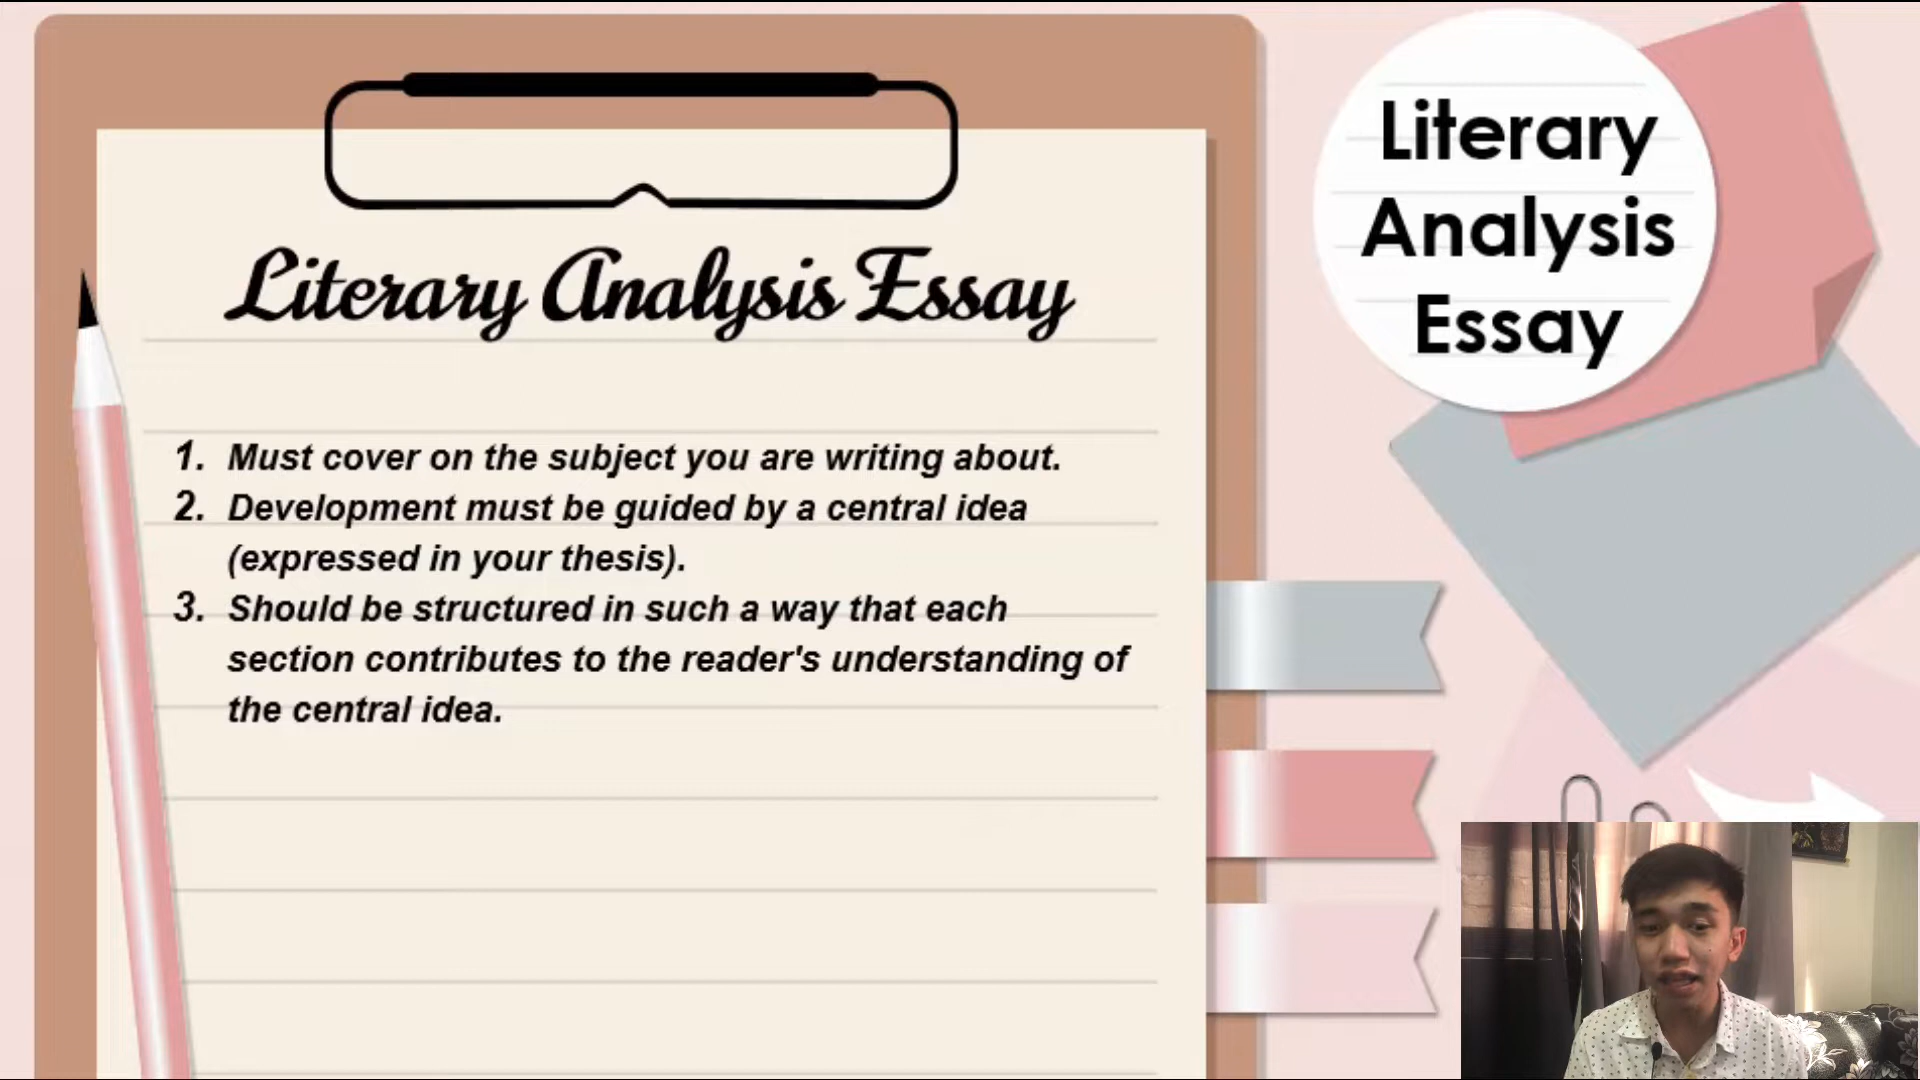 Literary Analysis Essay
1. Must cover on the subject you are writing about.
2. Development must be guided by a central idea
(expressed in your thesis).
3. Should be structured in such a way that each
section contributes to the reader's understanding of
the central idea.
Literary
Analysis
Essay